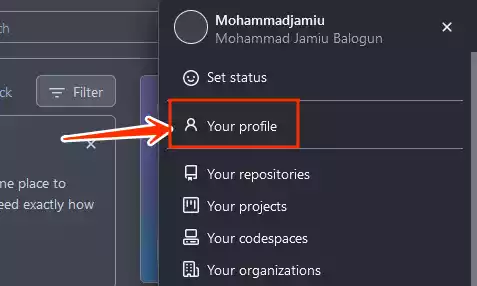 ch
Mohammadjamiu
Mohammad Jamiu Balogun
Set status
ck
Filter
Your profile
ne place to
eed exactly how
Your repositories
Your projects
Your codespaces
Your organizations